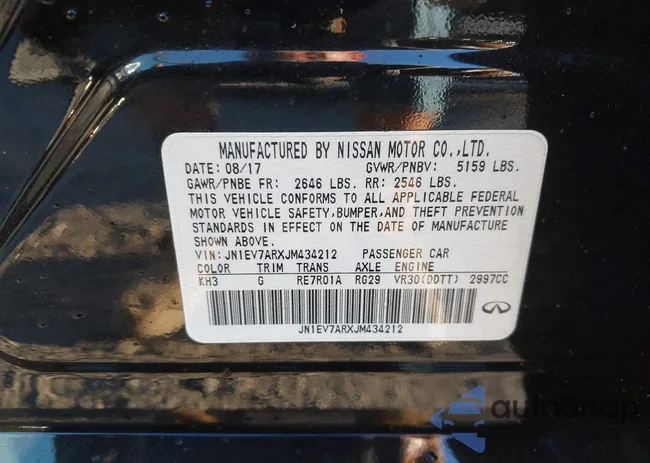 MANUFACTURED BY NISSAN MOTOR CO.,LTD.
DATE: 08/17 GVWR/PNBV: 5159 LBS.
GAWR/PNBE FR: 2646 LBS. RR: 2546 LBS.
THIS VEHICLE CONFORMS TO ALL APPLICABLE FEDERAL
MOTOR VEHICLE SAFETY, BUMPER,AND THEFT PREVENTION
STANDARDS IN EFFECT ON THE DATE OF MANUFACTURE
SHOWN ABOVE.
VIN: JN1EV7ARXJM434212 PASSENGER CAR
COLOR TRIM TRANS AXLE ENGINE
KH3 G RE7R01A RG29 VR30(DDTT) 2997CC
JN1EV7ARXJM434212
autoSnap